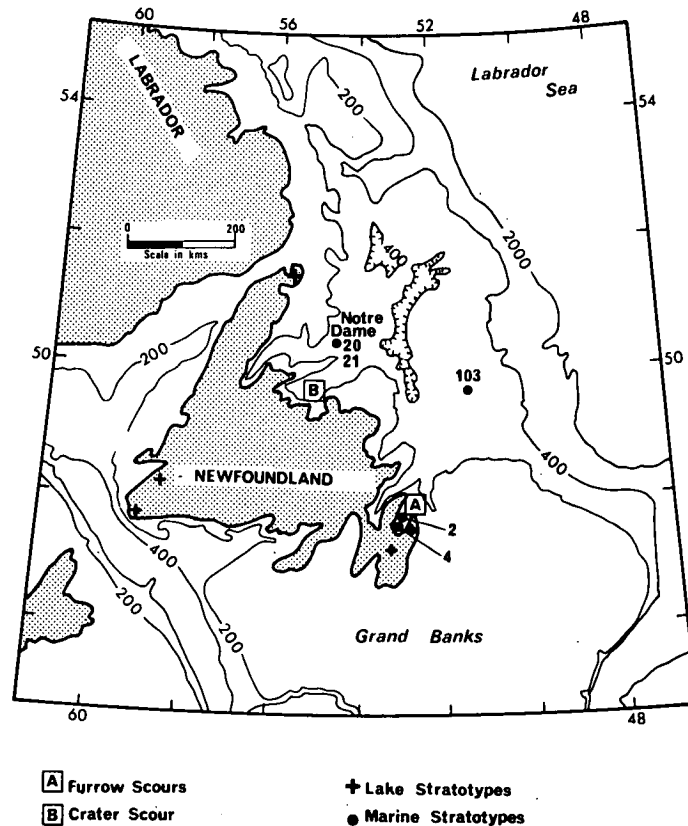 60
56
52
48
LABRADOR
Labrador
Sea
54
54
200
200
0 200
Scale in kms
400
2000
Notre
Dame
20
21
50
50
200
103
B
400
NEWFOUNDLAND
A
2
4
400
200
200
Grand Banks
60
48
A Furrow Scours
B Crater Scour
Lake Stratotypes
Marine Stratotypes